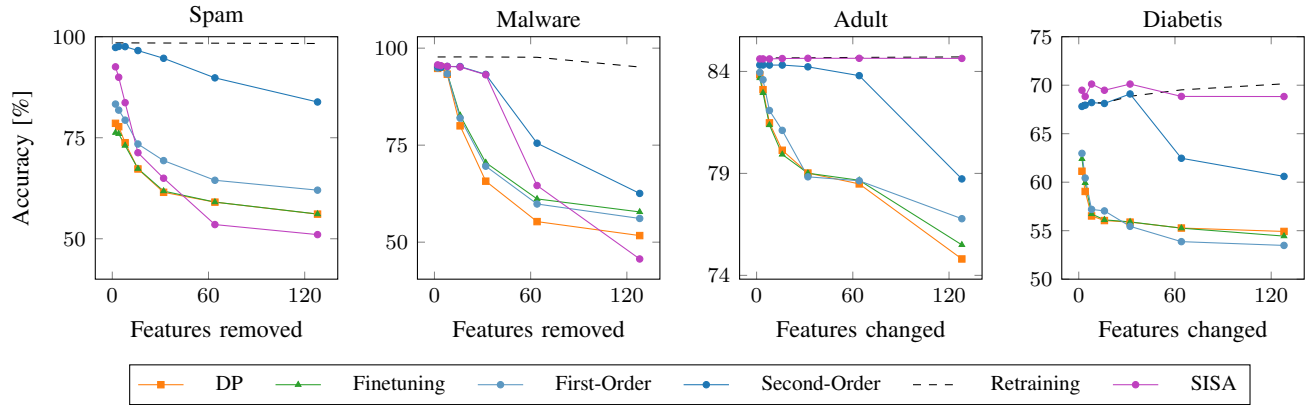 Spam
Malware
Adult
Diabetis
Accuracy [%]
100
75
50
0 60 120
Features removed
100
75
50
0 60 120
Features removed
84
79
74
0 60 120
Features changed
75
70
65
60
55
50
0 60 120
Features changed
DP Finetuning First-Order Second-Order Retraining SISA